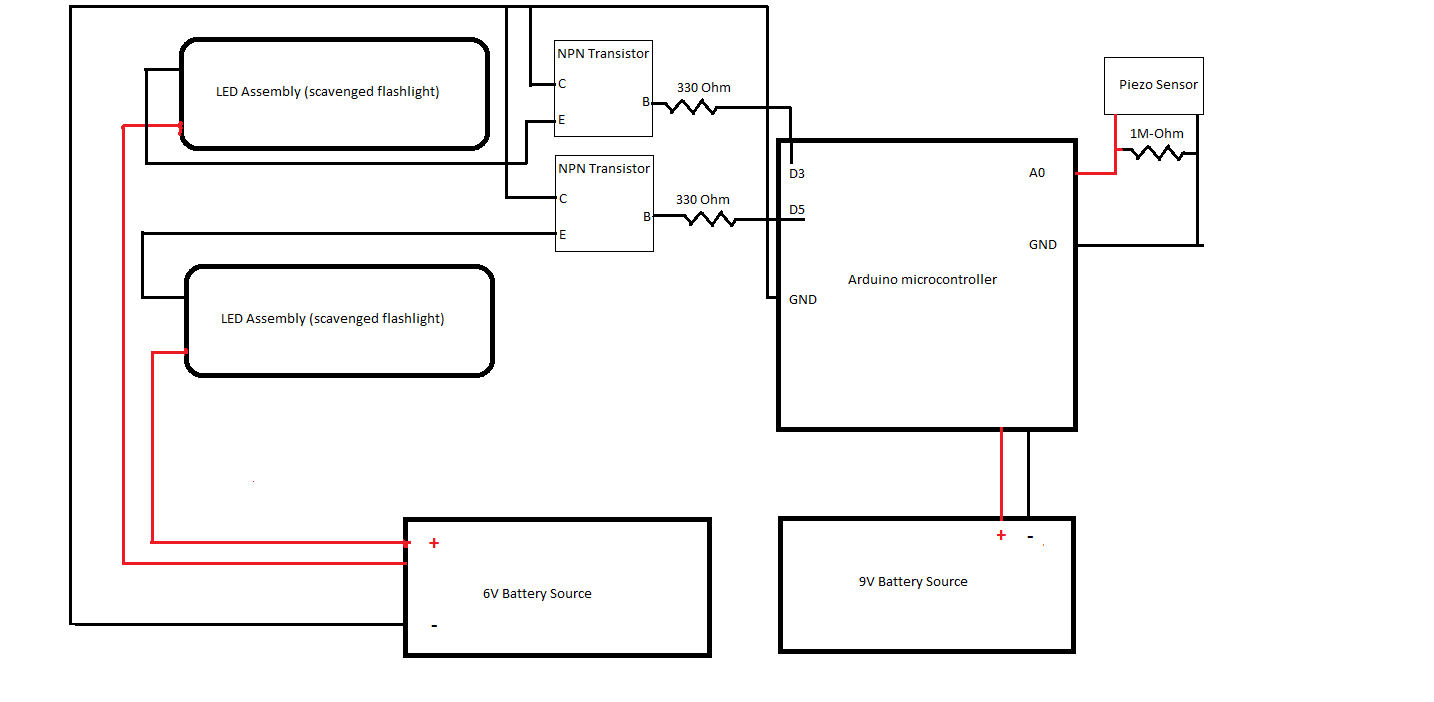 NPN Transistor
C
B
E
330 Ohm
LED Assembly (scavenged flashlight)
NPN Transistor
C
B
E
330 Ohm
LED Assembly (scavenged flashlight)
Piezo Sensor
1M-Ohm
D3
A0
D5
GND
Arduino microcontroller
GND
+
6V Battery Source
-
+ -
9V Battery Source